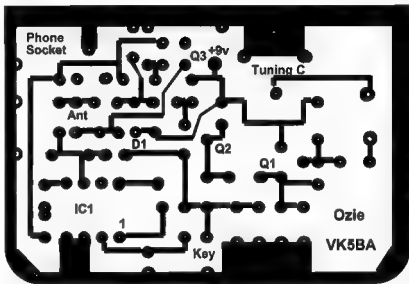 Phone
Socket
Q3 +9v
Tuning C
Ant
D1
Q2
Q1
IC1
1
Ozie
VK5BA
Key